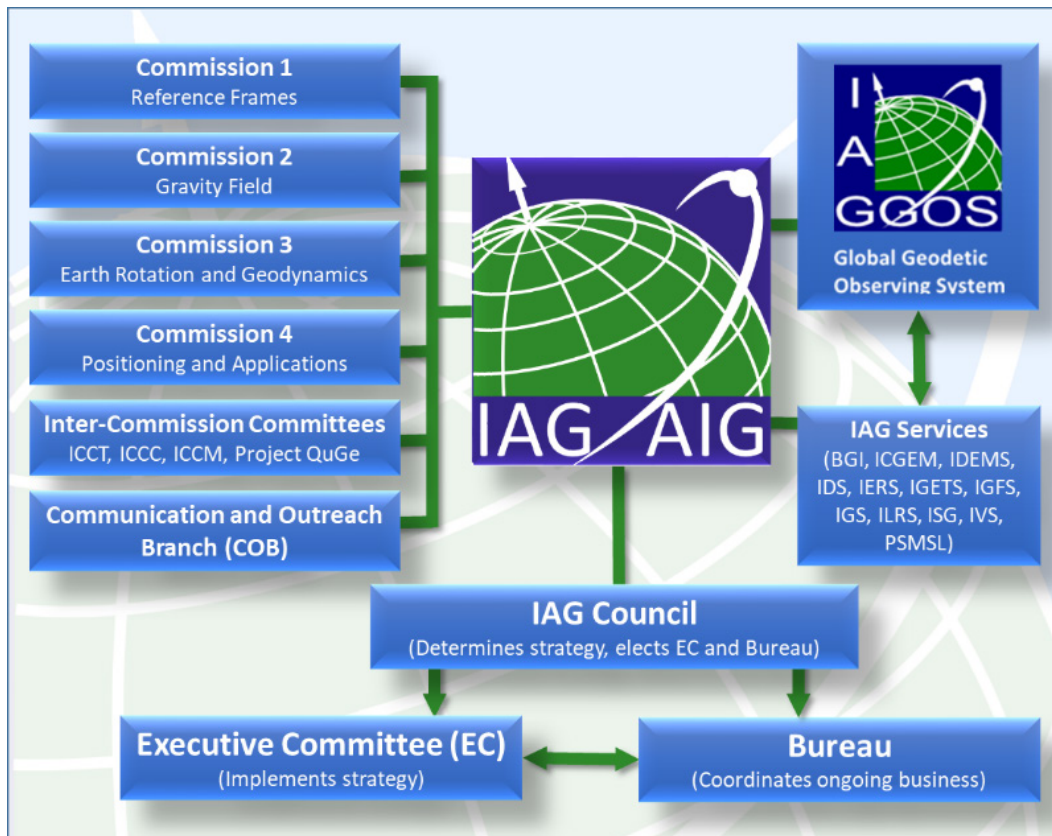 Commission 1
Reference Frames
Commission 2
Gravity Field
Commission 3
Earth Rotation and Geodynamics
Commission 4
Positioning and Applications
Inter-Commission Committees
ICCT, ICCC, ICCM, Project QuGe
Communication and Outreach
Branch (COB)
IAG AIG
I
A
GGOS
Global Geodetic
Observing System
IAG Services
(BGI, ICGEM, IDEMS,
IDS, IERS, IGETS, IGFS,
IGS, ILRS, ISG, IVS,
PSMSL)
IAG Council
(Determines strategy, elects EC and Bureau)
Executive Committee (EC)
(Implements strategy)
Bureau
(Coordinates ongoing business)